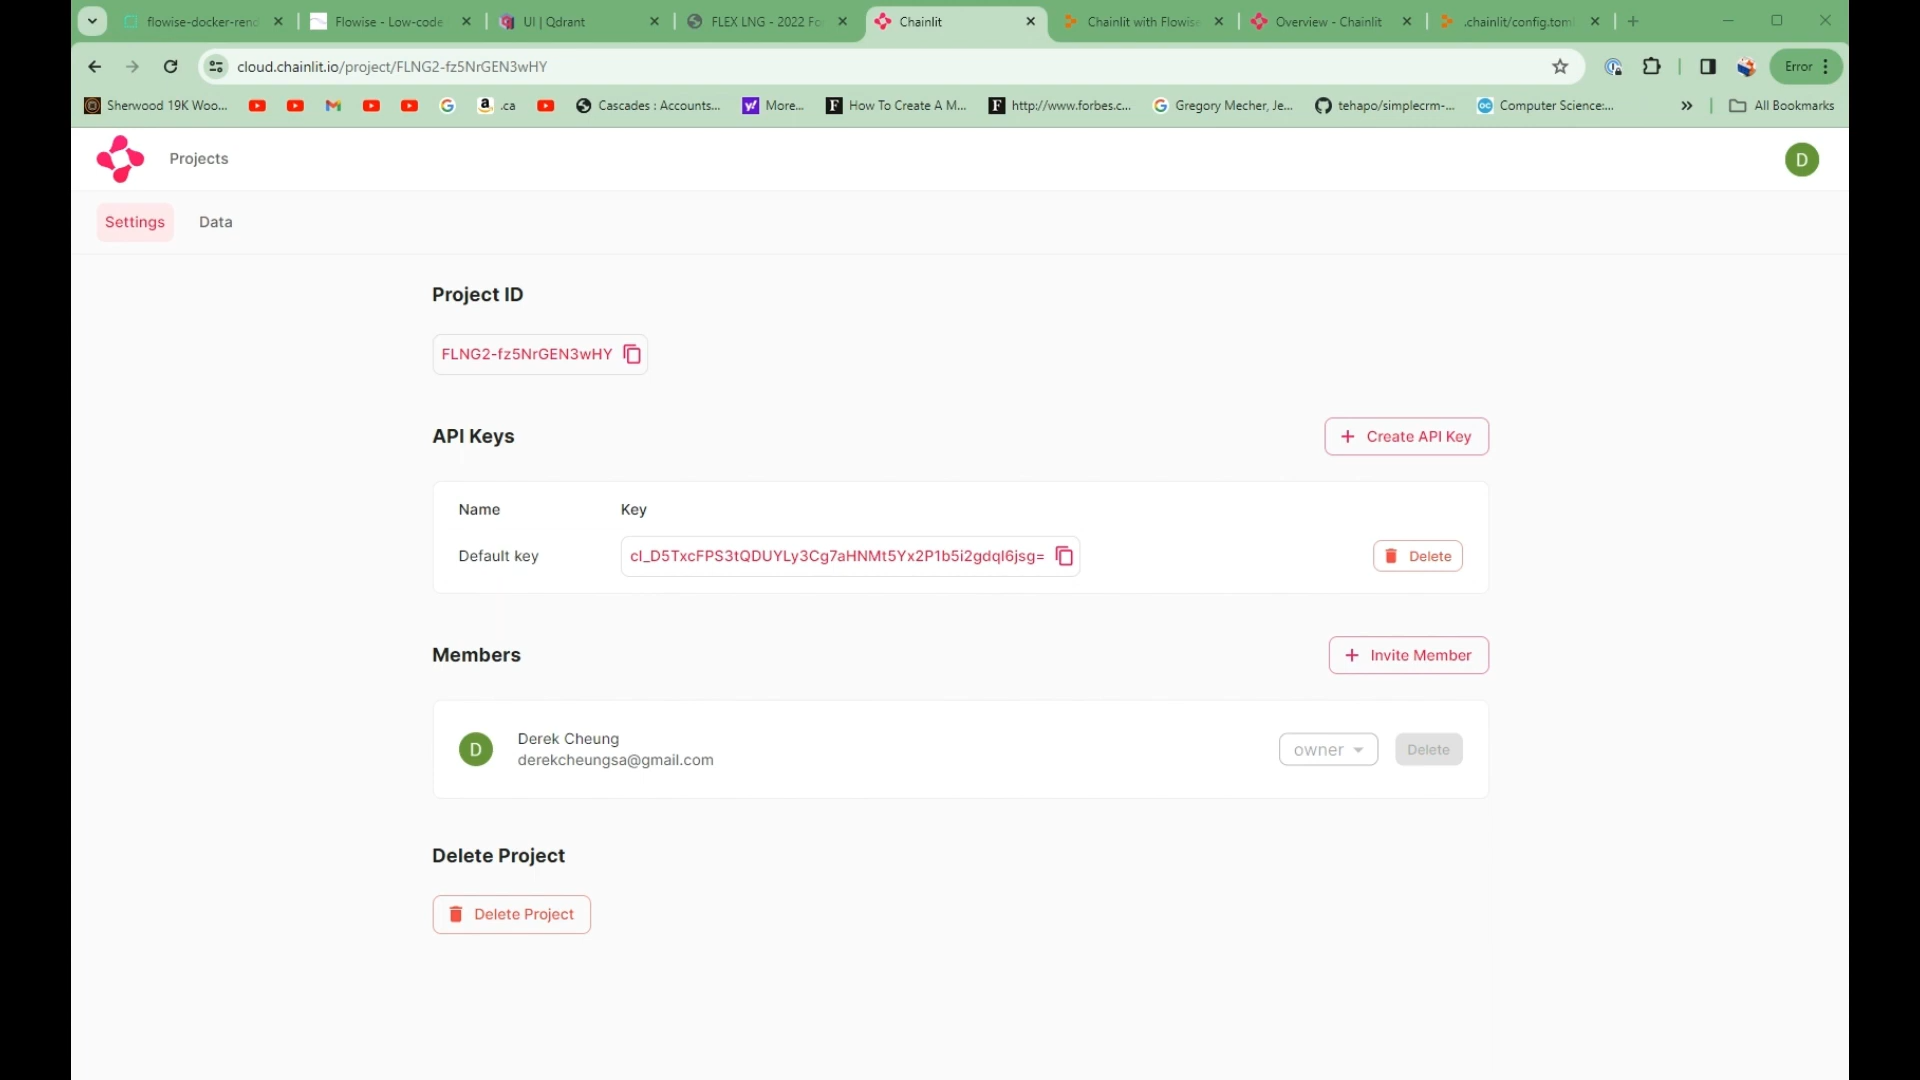 flowise-docker-rend
Flowise - Low-code
UI | Qdrant
FLEX LNG - 2022 Fo
Chainlit
Chainlit with Flowise
Overview - Chainlit
.chainlit/config.toml
cloud.chainlit.io/project/FLNG2-fz5NrGEN3wHY
Error
Sherwood 19K Woo...
.ca
Cascades : Accounts...
More...
How To Create A M...
http://www.forbes.c...
Gregory Mecher, Je...
tehapo/simplecrm-...
Computer Science:...
»
All Bookmarks
Projects
D
Settings
Data
Project ID
FLNG2-fz5NrGEN3wHY
API Keys
+ Create API Key
Name
Key
Default key
cl_D5TxcFPS3tQDUYLy3Cg7aHNMt5Yx2P1b5i2gdql6jsg=
Delete
Members
+ Invite Member
D
Derek Cheung
derekcheungsa@gmail.com
owner
Delete
Delete Project
Delete Project